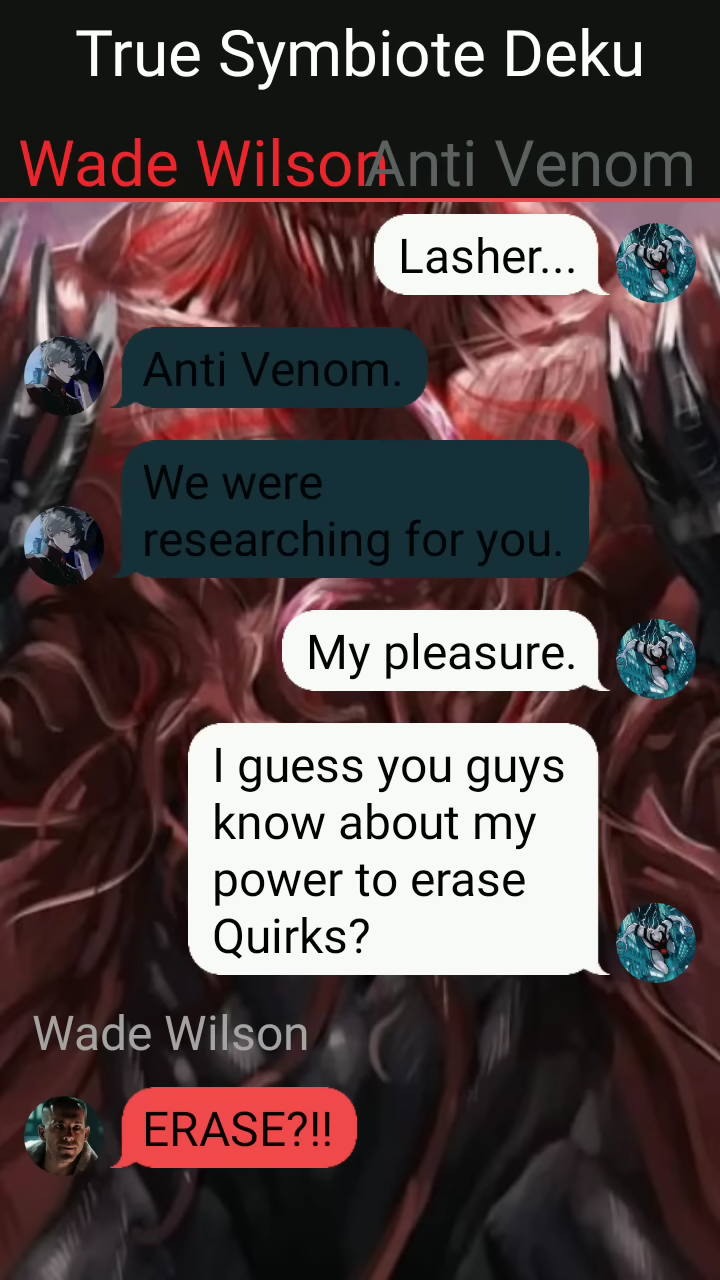 True Symbiote Deku
Wade Wilson
Anti Venom
Lasher...
Anti Venom.
We were
researching for you.
My pleasure.
I guess you guys
know about my
power to erase
Quirks?
Wade Wilson
ERASE?!!